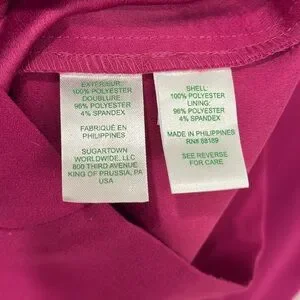 EXTÉRIEUR:
100% POLYESTER
DOUBLURE:
96% POLYESTER
4% SPANDEX
FABRIQUÉ EN
PHILIPPINES
SUGARTOWN
WORLDWIDE, LLC
800 THIRD AVENUE
KING OF PRUSSIA, PA
USA
SHELL:
100% POLYESTER
LINING:
96% POLYESTER
4% SPANDEX
MADE IN PHILIPPINES
RN# 88189
SEE REVERSE
FOR CARE